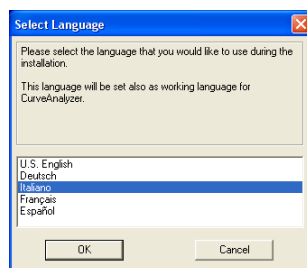 Select Language
Please select the language that you would like to use during the
installation.
This language will be set also as working language for
CurveAnalyzer.
U.S. English
Deutsch
Italiano
Français
Español
OK
Cancel